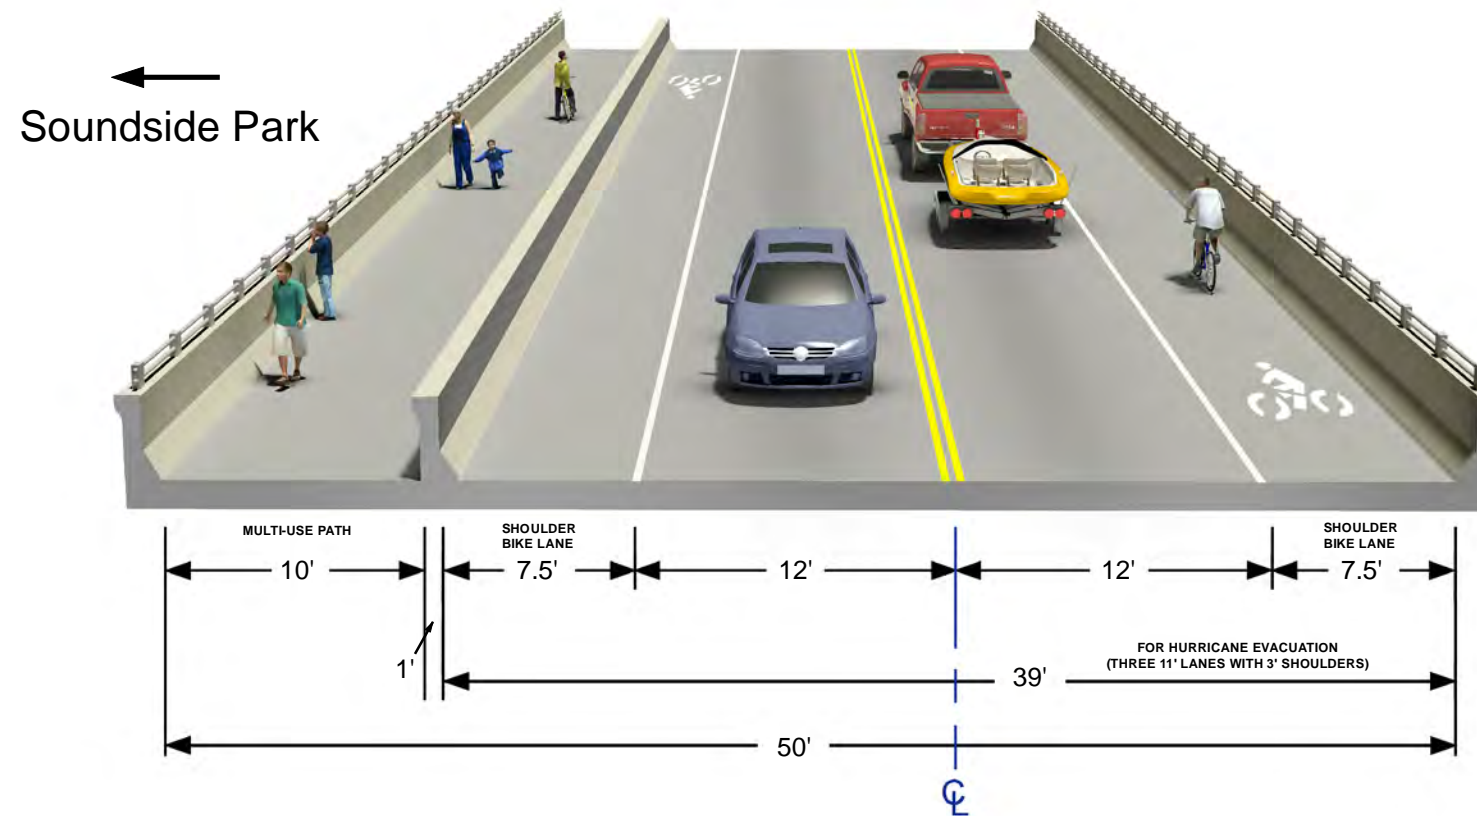 Soundside Park
MULTI-USE PATH
10'
SHOULDER
BIKE LANE
7.5'
12'
12'
SHOULDER
BIKE LANE
7.5'
1'
FOR HURRICANE EVACUATION
(THREE 11' LANES WITH 3' SHOULDERS)
39'
50'
℄